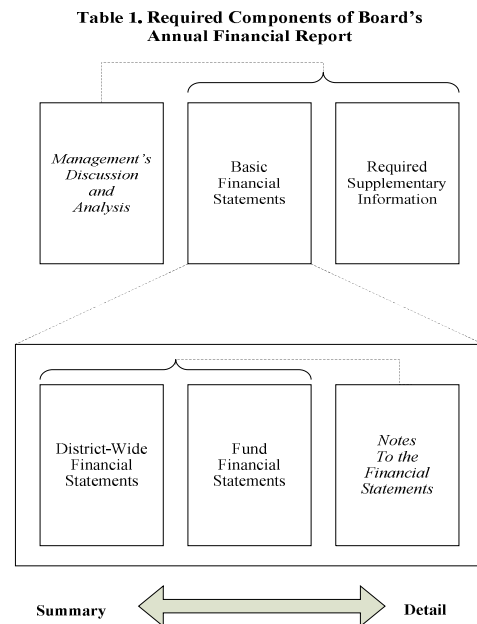 Table 1. Required Components of Board's
Annual Financial Report
Management's
Discussion
and
Analysis
Basic
Financial
Statements
Required
Supplementary
Information
District-Wide
Financial
Statements
Fund
Financial
Statements
Notes
To the
Financial
Statements
Summary
Detail